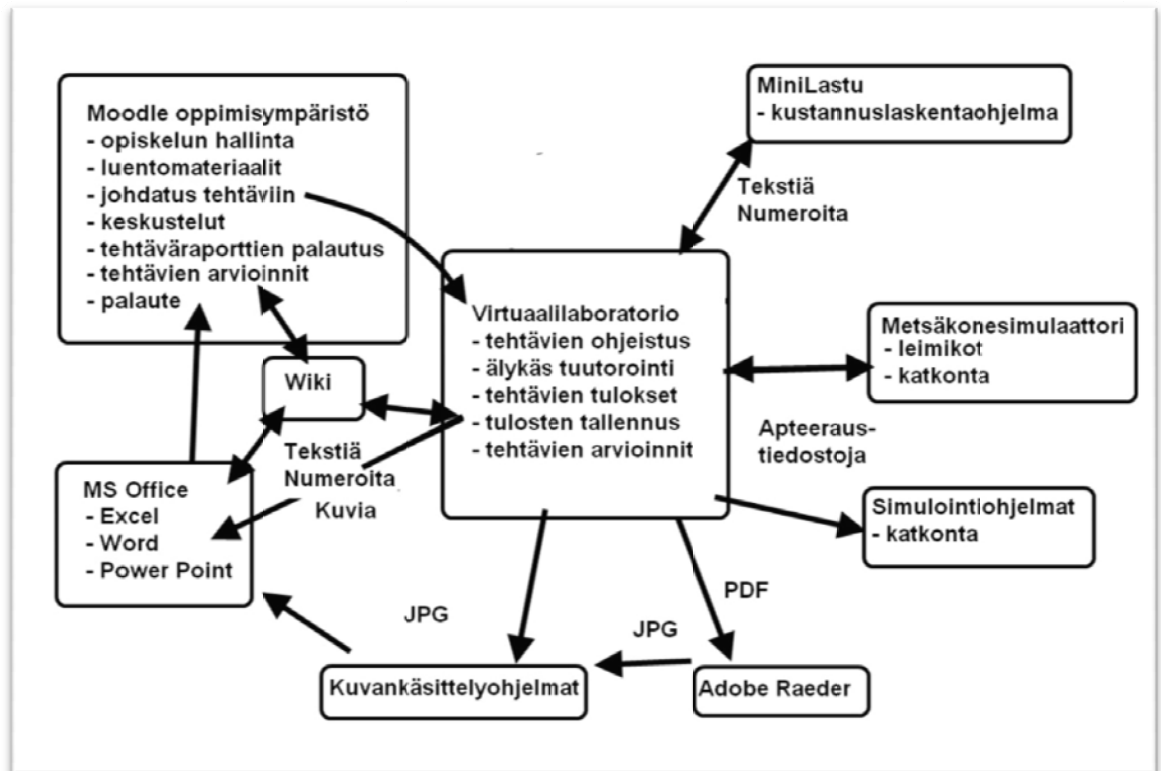 Moodle oppimisympäristö
- opiskelun hallinta
- luentomateriaalit
- johdatus tehtäviin
- keskustelut
- tehtäväraporttien palautus
- tehtävien arvioinnit
- palaute
MiniLastu
- kustannuslaskentaohjelma
Tekstiä
Numeroita
Virtuaalilaboratorio
- tehtävien ohjeistus
- älykäs tuutorointi
- tehtävien tulokset
- tulosten tallennus
- tehtävien arvioinnit
Metsäkonesimulaattori
- leimikot
- katkonta
Wiki
Tekstiä
Numeroita
Kuvia
Apteeraus-
tiedostoja
MS Office
- Excel
- Word
- Power Point
Simulointiohjelmat
- katkonta
JPG
JPG
PDF
Kuvankäsittelyohjelmat
Adobe Raeder